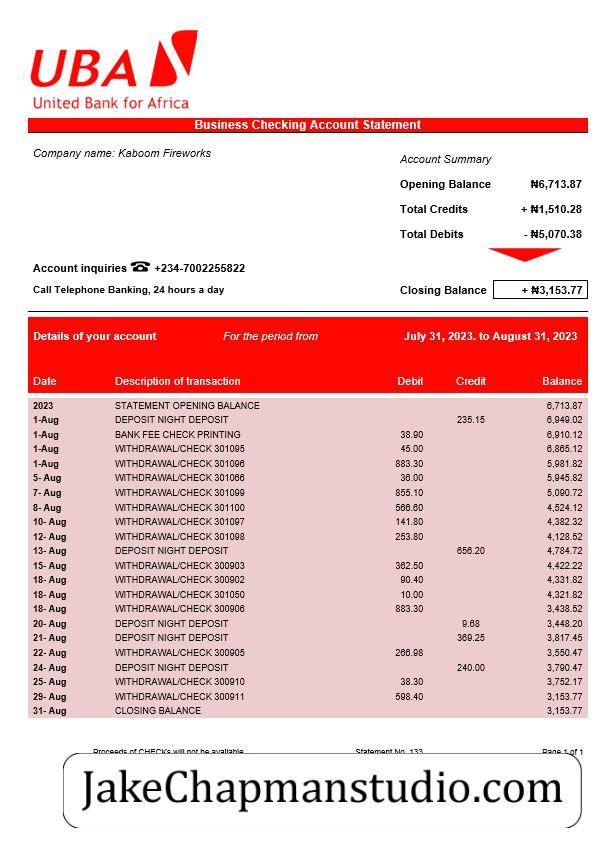 UBA
United Bank for Africa
Business Checking Account Statement
Company name: Kaboom Fireworks
Account Summary
Opening Balance ₦6,713.87
Total Credits + ₦1,510.28
Total Debits - ₦5,070.38
Account inquiries ☎ +234-7002255822
Call Telephone Banking, 24 hours a day
Closing Balance + ₦3,153.77
Details of your account For the period from July 31, 2023. to August 31, 2023
Date Description of transaction Debit Credit Balance
2023 STATEMENT OPENING BALANCE 6,713.87
1-Aug DEPOSIT NIGHT DEPOSIT 235.15 6,949.02
1-Aug BANK FEE CHECK PRINTING 38.90 6,910.12
1-Aug WITHDRAWAL/CHECK 301095 45.00 6,865.12
1-Aug WITHDRAWAL/CHECK 301096 883.30 5,981.82
5- Aug WITHDRAWAL/CHECK 301066 36.00 5,945.82
7- Aug WITHDRAWAL/CHECK 301099 855.10 5,090.72
8- Aug WITHDRAWAL/CHECK 301100 566.60 4,524.12
10- Aug WITHDRAWAL/CHECK 301097 141.80 4,382.32
12- Aug WITHDRAWAL/CHECK 301098 253.80 4,128.52
13- Aug DEPOSIT NIGHT DEPOSIT 656.20 4,784.72
15- Aug WITHDRAWAL/CHECK 300903 362.50 4,422.22
18- Aug WITHDRAWAL/CHECK 300902 90.40 4,331.82
18- Aug WITHDRAWAL/CHECK 301050 10.00 4,321.82
18- Aug WITHDRAWAL/CHECK 300906 883.30 3,438.52
20- Aug DEPOSIT NIGHT DEPOSIT 9.68 3,448.20
21- Aug DEPOSIT NIGHT DEPOSIT 369.25 3,817.45
22- Aug WITHDRAWAL/CHECK 300905 266.98 3,550.47
24- Aug DEPOSIT NIGHT DEPOSIT 240.00 3,790.47
25- Aug WITHDRAWAL/CHECK 300910 38.30 3,752.17
29- Aug WITHDRAWAL/CHECK 300911 598.40 3,153.77
31- Aug CLOSING BALANCE 3,153.77
Proceeds of CHECKs will not be available Statement No. 133 Page 1 of 1
JakeChapmanstudio.com